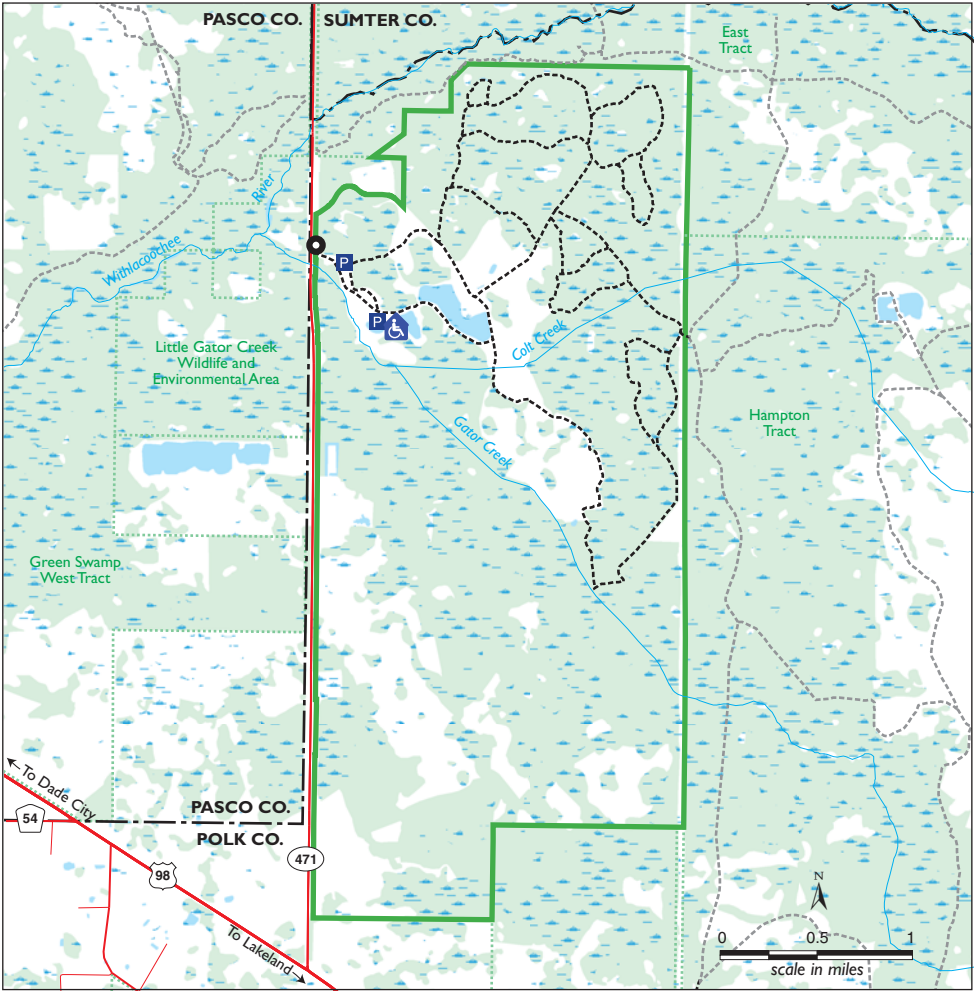 PASCO CO.
SUMTER CO.
East
Tract
River
Withlacoochee
P
P
Little Gator Creek
Wildlife and
Environmental Area
Colt Creek
Hampton
Tract
Gator Creek
Green Swamp
West Tract
To Dade City
PASCO CO.
54
POLK CO.
471
98
N
To Lakeland
0 0.5 1
scale in miles